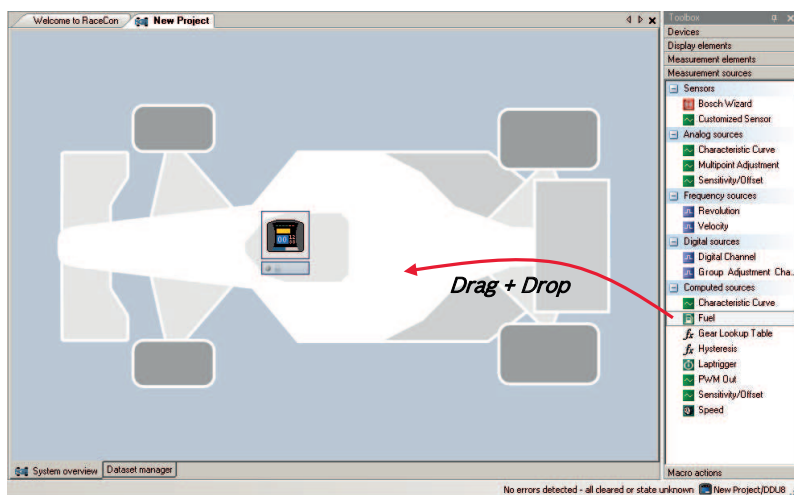 Welcome to RaceCon
New Project
Toolbox
Devices
Display elements
Measurement elements
Measurement sources
Sensors
Bosch Wizard
Customized Sensor
Analog sources
Characteristic Curve
Multipoint Adjustment
Sensitivity/Offset
Frequency sources
Revolution
Velocity
Digital sources
Digital Channel
Group Adjustment Cha...
Computed sources
Characteristic Curve
Fuel
Gear Lookup Table
Hysteresis
Laptrigger
PWM Out
Sensitivity/Offset
Speed
Drag + Drop
Macro actions
System overview
Dataset manager
No errors detected - all cleared or state unknown
New Project/DDU8